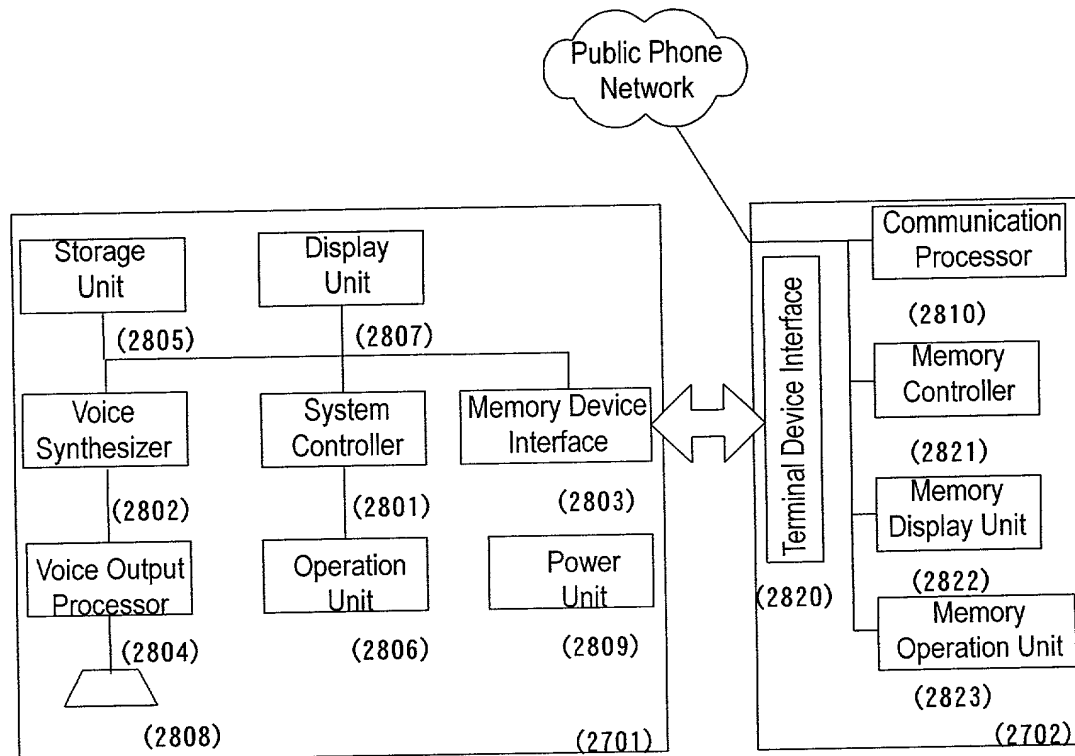 Public Phone
Network
Storage
Unit
(2805)
Display
Unit
(2807)
Voice
Synthesizer
(2802)
System
Controller
(2801)
Memory Device
Interface
(2803)
Voice Output
Processor
(2804)
Operation
Unit
(2806)
Power
Unit
(2809)
(2808)
(2701)
Terminal Device Interface
(2820)
Communication
Processor
(2810)
Memory
Controller
(2821)
Memory
Display Unit
(2822)
Memory
Operation Unit
(2823)
(2702)